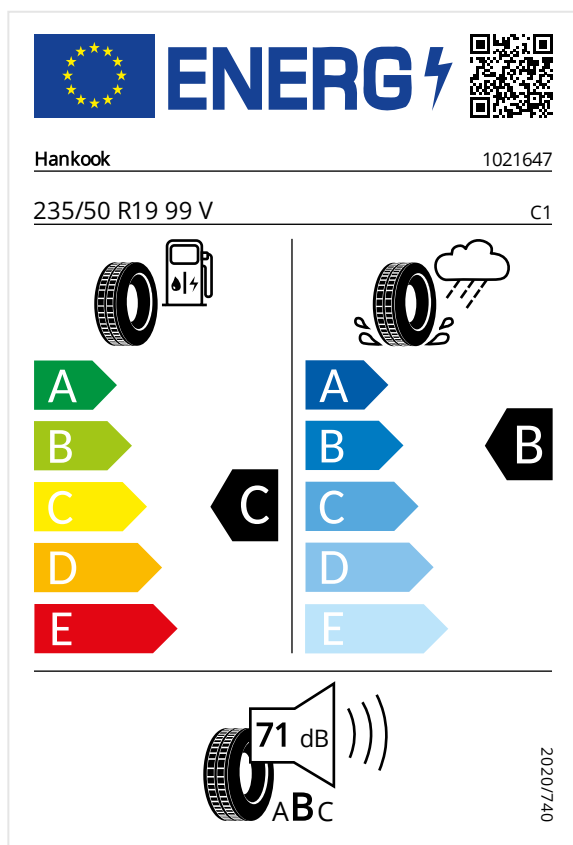 ENERG
Hankook 1021647
235/50 R19 99 V C1
A A
B B B
C C C
D D
E E
71 dB
ABC
2020/740